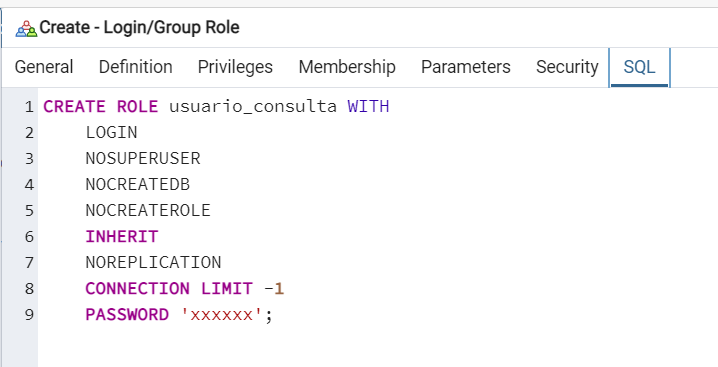 Create - Login/Group Role
General Definition Privileges Membership Parameters Security SQL
1 CREATE ROLE usuario_consulta WITH
2 LOGIN
3 NOSUPERUSER
4 NOCREATEDB
5 NOCREATEROLE
6 INHERIT
7 NOREPLICATION
8 CONNECTION LIMIT -1
9 PASSWORD 'xxxxxx';